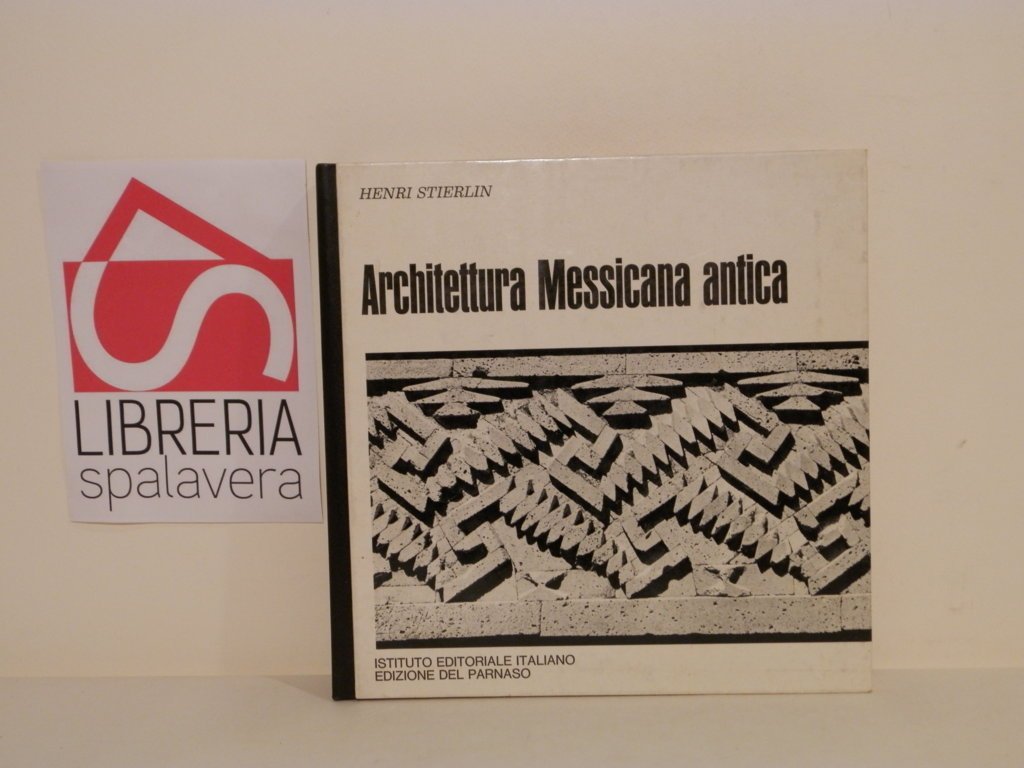 LIBRERIA
spalavera
HENRI STIERLIN
Architettura Messicana antica
ISTITUTO EDITORIALE ITALIANO
EDIZIONE DEL PARNASO